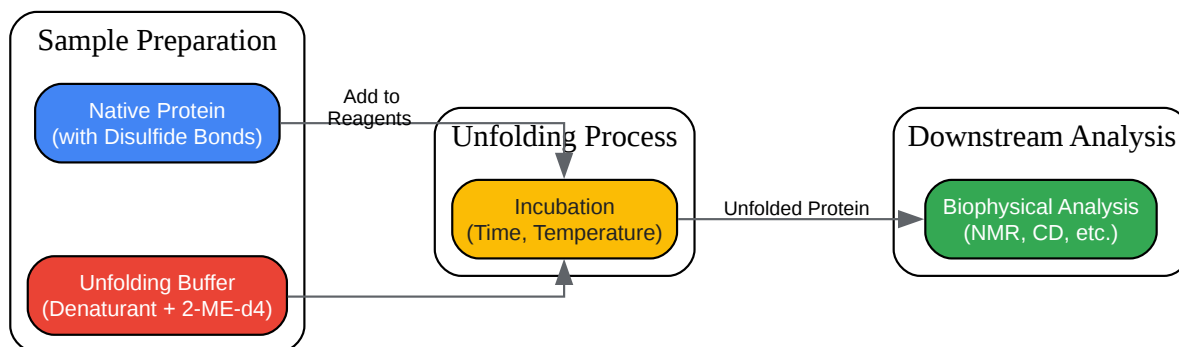 Sample Preparation
Native Protein
(with Disulfide Bonds)
Unfolding Buffer
(Denaturant + 2-ME-d4)
Add to
Reagents
Unfolding Process
Incubation
(Time, Temperature)
Unfolded Protein
Downstream Analysis
Biophysical Analysis
(NMR, CD, etc.)